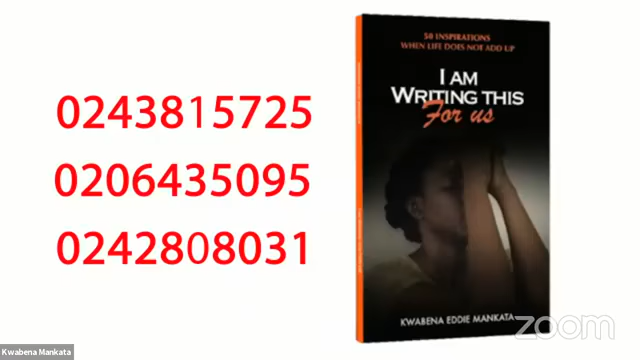 0243815725
0206435095
0242808031
50 INSPIRATIONS
WHEN LIFE DOES NOT ADD UP
I AM
WRITING THIS
For us
KWABENA EDDIE MANKATA
zoom
Kwabena Mankata